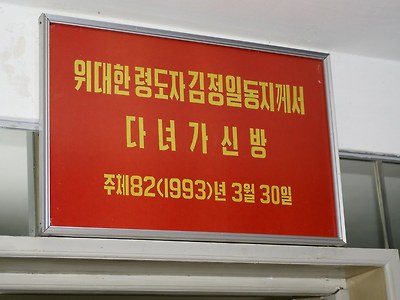 위대한 령도자 김정일동지께서
다녀가신 방
주체82(1993)년 3월 30일